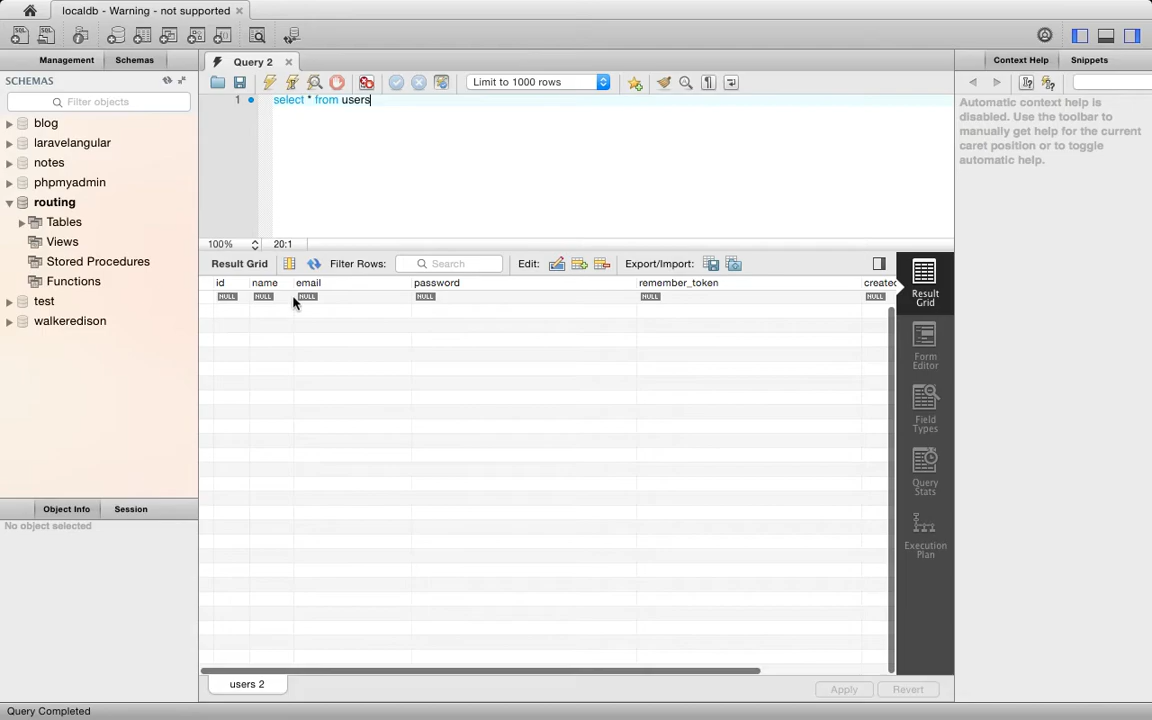 localdb - Warning - not supported
Management
Schemas
Query 2
Context Help
Snippets
SCHEMAS
Filter objects
Limit to 1000 rows
1
select * from users
Automatic context help is
disabled. Use the toolbar to
manually get help for the current
caret position or to toggle
automatic help.
blog
laravelangular
notes
phpmyadmin
routing
Tables
Views
Stored Procedures
Functions
test
walkeredison
100%
20:1
Result Grid
Filter Rows:
Search
Edit:
Export/Import:
id
name
email
password
remember_token
created
NULL
NULL
NULL
NULL
NULL
NULL
Result
Grid
Form
Editor
Field
Types
Query
Stats
Execution
Plan
Object Info
Session
No object selected
users 2
Apply
Revert
Query Completed